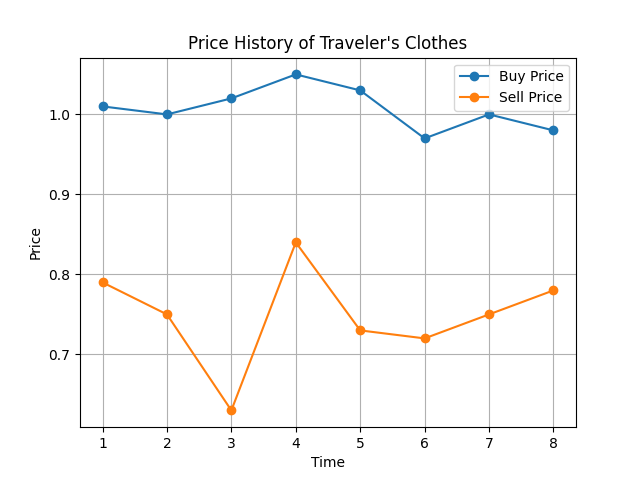 Price History of Traveler's Clothes
Buy Price
Sell Price
1.0
0.9
0.8
0.7
Price
1 2 3 4 5 6 7 8
Time